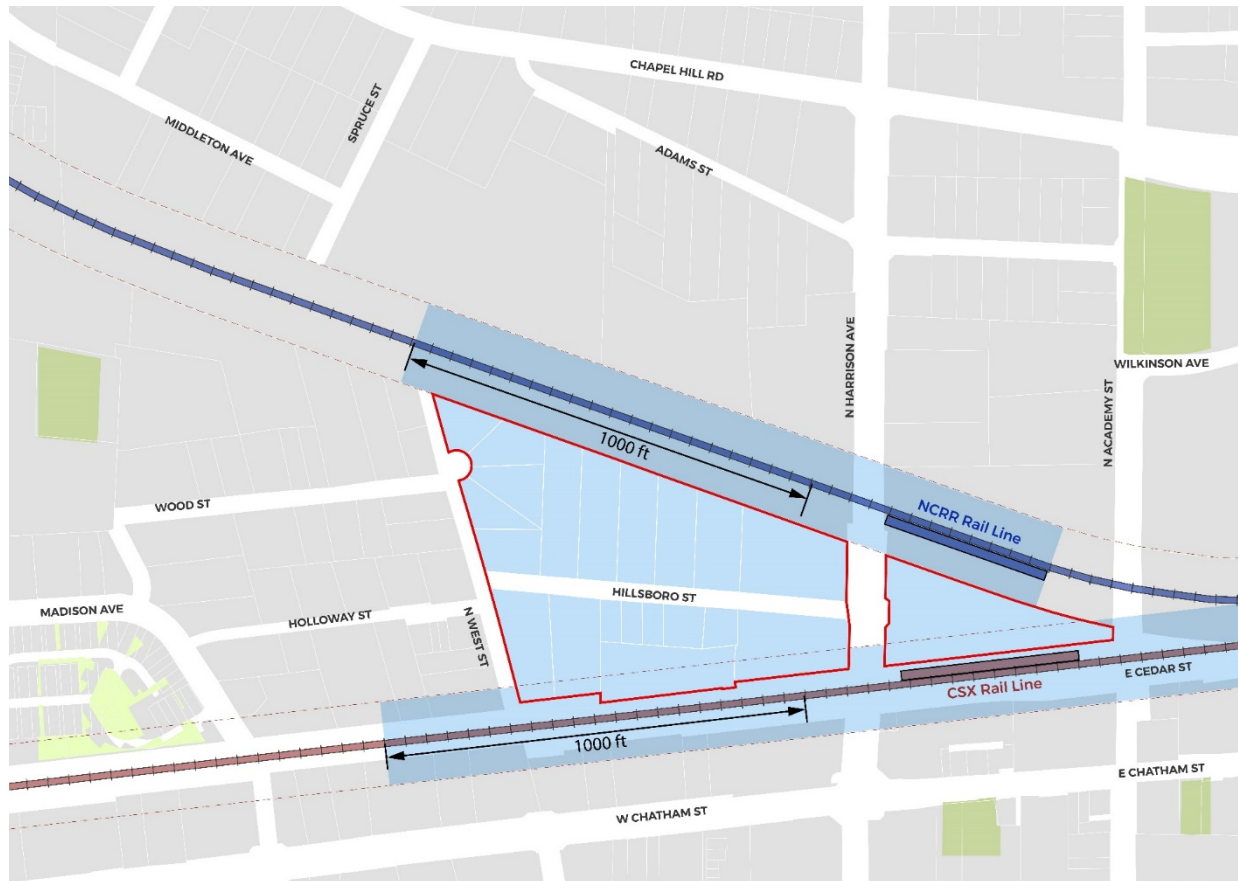 CHAPEL HILL RD
SPRUCE ST
MIDDLETON AVE
ADAMS ST
N HARRISON AVE
WILKINSON AVE
N ACADEMY ST
1000 ft
NCRR Rail Line
WOOD ST
HILLSBORO ST
MADISON AVE
HOLLOWAY ST
N WEST ST
E CEDAR ST
CSX Rail Line
1000 ft
E CHATHAM ST
W CHATHAM ST